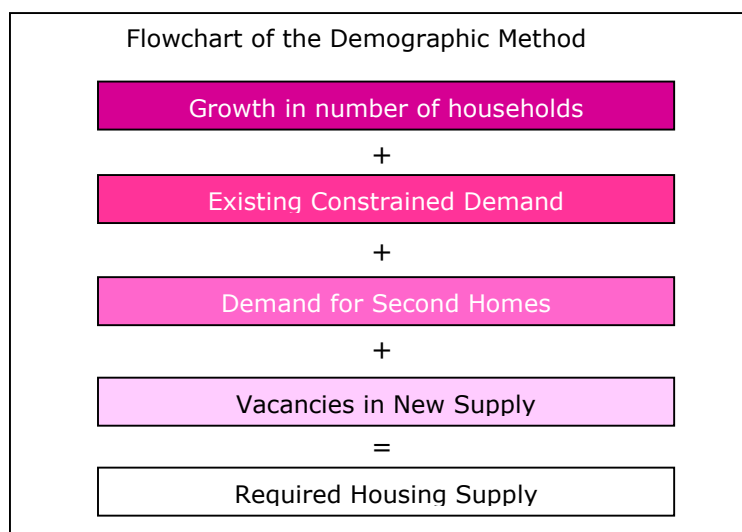 Flowchart of the Demographic Method
Growth in number of households
+
Existing Constrained Demand
+
Demand for Second Homes
+
Vacancies in New Supply
=
Required Housing Supply